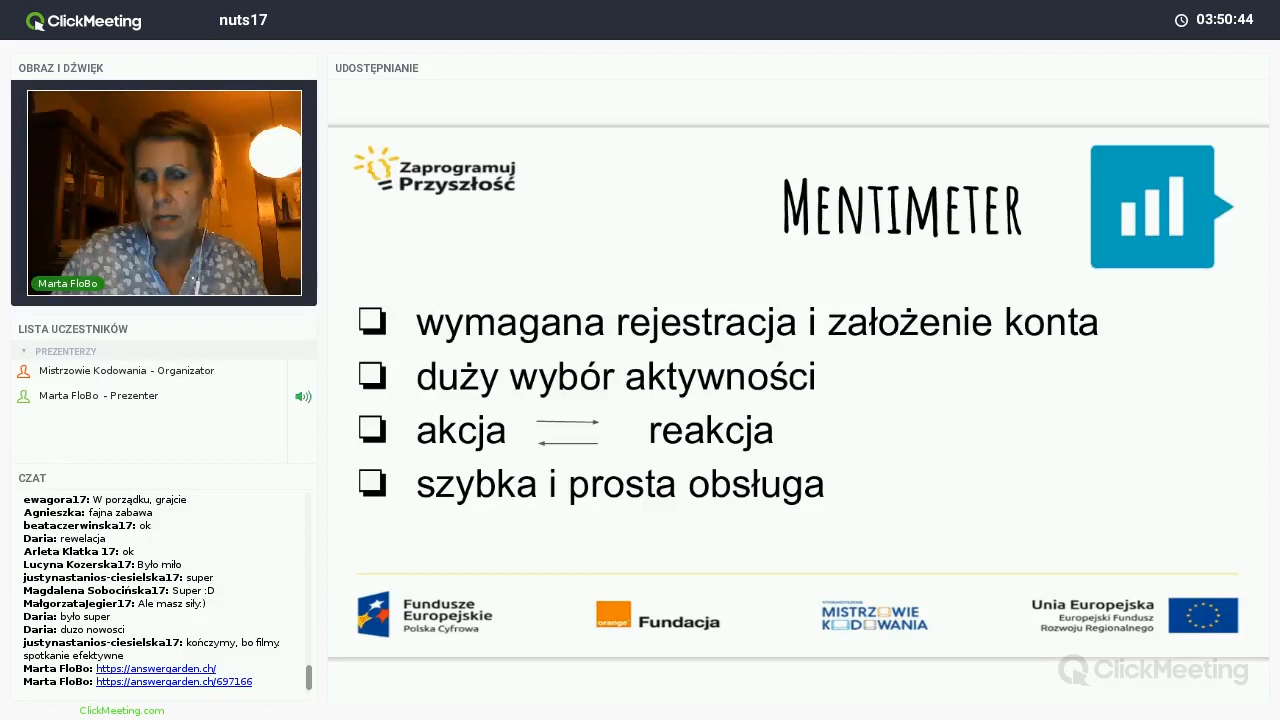 ClickMeeting
nuts17
03:50:44
OBRAZ I DŹWIĘK
Marta FloBo
LISTA UCZESTNIKÓW
PREZENTERZY
Mistrzowie Kodowania - Organizator
Marta FloBo - Prezenter
CZAT
ewagora17: W porządku, grajcie
Agnieszka: fajna zabawa
beataczerwinska17: ok
Daria: rewelacja
Arleta Klatka 17: ok
Lucyna Kozerska17: Było miło
justynastanios-ciesielska17: super
Magdalena Sobocińska17: Super :D
MałgorzataJegier17: Ale masz siły:)
Daria: było super
Daria: duzo nowosci
justynastanios-ciesielska17: kończymy, bo filmy.
spotkanie efektywne
Marta FloBo: https://answergarden.ch/
Marta FloBo: https://answergarden.ch/697166
ClickMeeting.com
UDOSTĘPNIANIE
Zaprogramuj
Przyszłość
MENTIMETER
wymagana rejestracja i założenie konta
duży wybór aktywności
akcja reakcja
szybka i prosta obsługa
Fundusze
Europejskie
Polska Cyfrowa
orange
Fundacja
STOWARZYSZENIE
MISTRZOWIE
KODOWANIA
Unia Europejska
Europejski Fundusz
Rozwoju Regionalnego
ClickMeeting